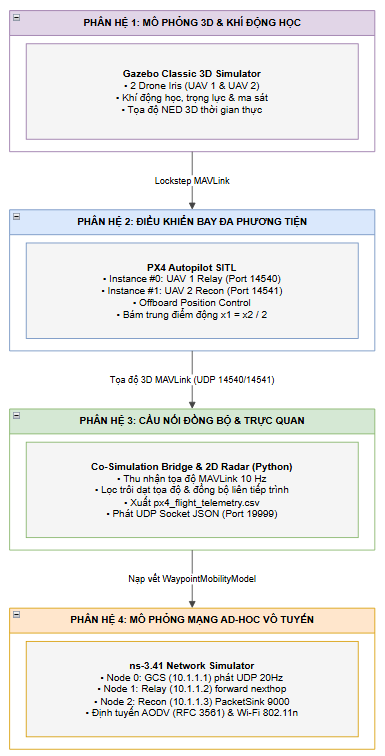 PHÂN HỆ 1: MÔ PHỎNG 3D & KHÍ ĐỘNG HỌC
Gazebo Classic 3D Simulator
• 2 Drone Iris (UAV 1 & UAV 2)
• Khí động học, trọng lực & ma sát
• Tọa độ NED 3D thời gian thực
Lockstep MAVLink
PHÂN HỆ 2: ĐIỀU KHIỂN BAY ĐA PHƯƠNG TIỆN
PX4 Autopilot SITL
• Instance #0: UAV 1 Relay (Port 14540)
• Instance #1: UAV 2 Recon (Port 14541)
• Offboard Position Control
• Bám trung điểm động x1 = x2 / 2
Tọa độ 3D MAVLink (UDP 14540/14541)
PHÂN HỆ 3: CẦU NỐI ĐỒNG BỘ & TRỰC QUAN
Co-Simulation Bridge & 2D Radar (Python)
• Thu nhận tọa độ MAVLink 10 Hz
• Lọc trôi dạt tọa độ & đồng bộ liên tiếp trình
• Xuất px4_flight_telemetry.csv
• Phát UDP Socket JSON (Port 19999)
Nạp vết WaypointMobilityModel
PHÂN HỆ 4: MÔ PHỎNG MẠNG AD-HOC VÔ TUYẾN
ns-3.41 Network Simulator
• Node 0: GCS (10.1.1.1) phát UDP 20Hz
• Node 1: Relay (10.1.1.2) forward nexthop
• Node 2: Recon (10.1.1.3) PacketSink 9000
• Định tuyến AODV (RFC 3561) & Wi-Fi 802.11n